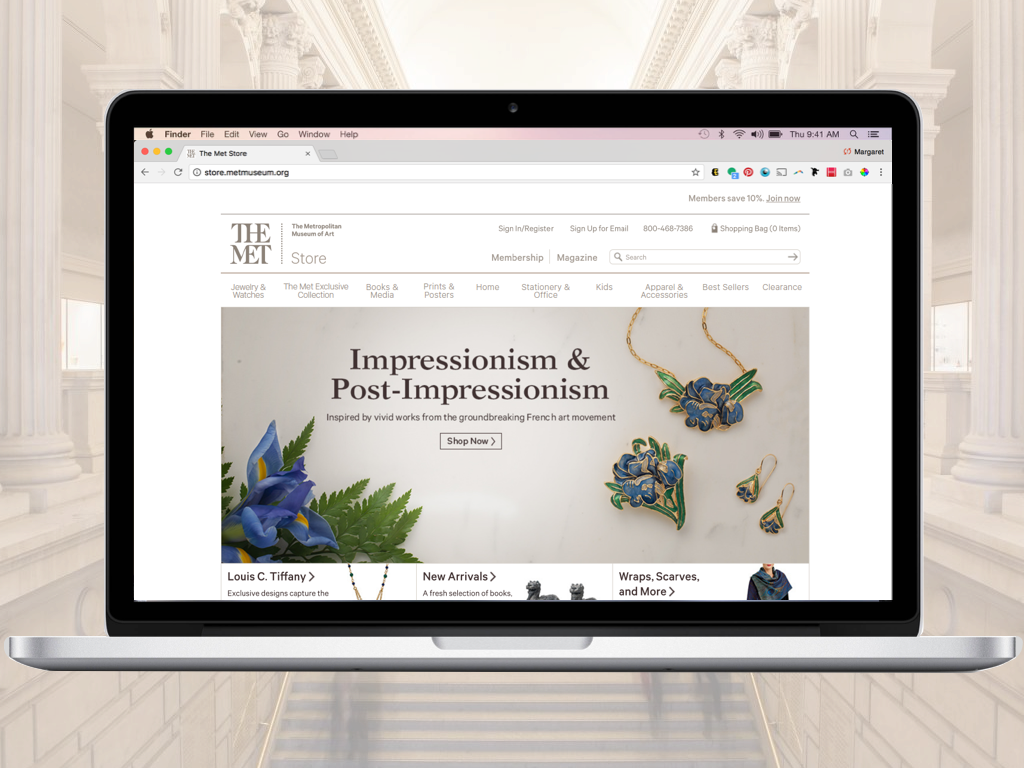 Finder File Edit View Go Window Help Thu 9:41 AM
The Met Store Margaret
store.metmuseum.org
Members save 10%. Join now
THE
MET
The Metropolitan
Museum of Art
Store
Sign In/Register Sign Up for Email 800-468-7386 Shopping Bag (0 Items)
Membership Magazine Search
Jewelry &
Watches
The Met Exclusive
Collection
Books &
Media
Prints &
Posters
Home
Stationery &
Office
Kids
Apparel &
Accessories
Best Sellers
Clearance
Impressionism &
Post-Impressionism
Inspired by vivid works from the groundbreaking French art movement
Shop Now
Louis C. Tiffany
Exclusive designs capture the
New Arrivals
A fresh selection of books,
Wraps, Scarves,
and More